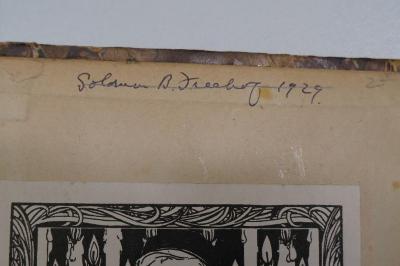 Solomon B. Freehof 1929.